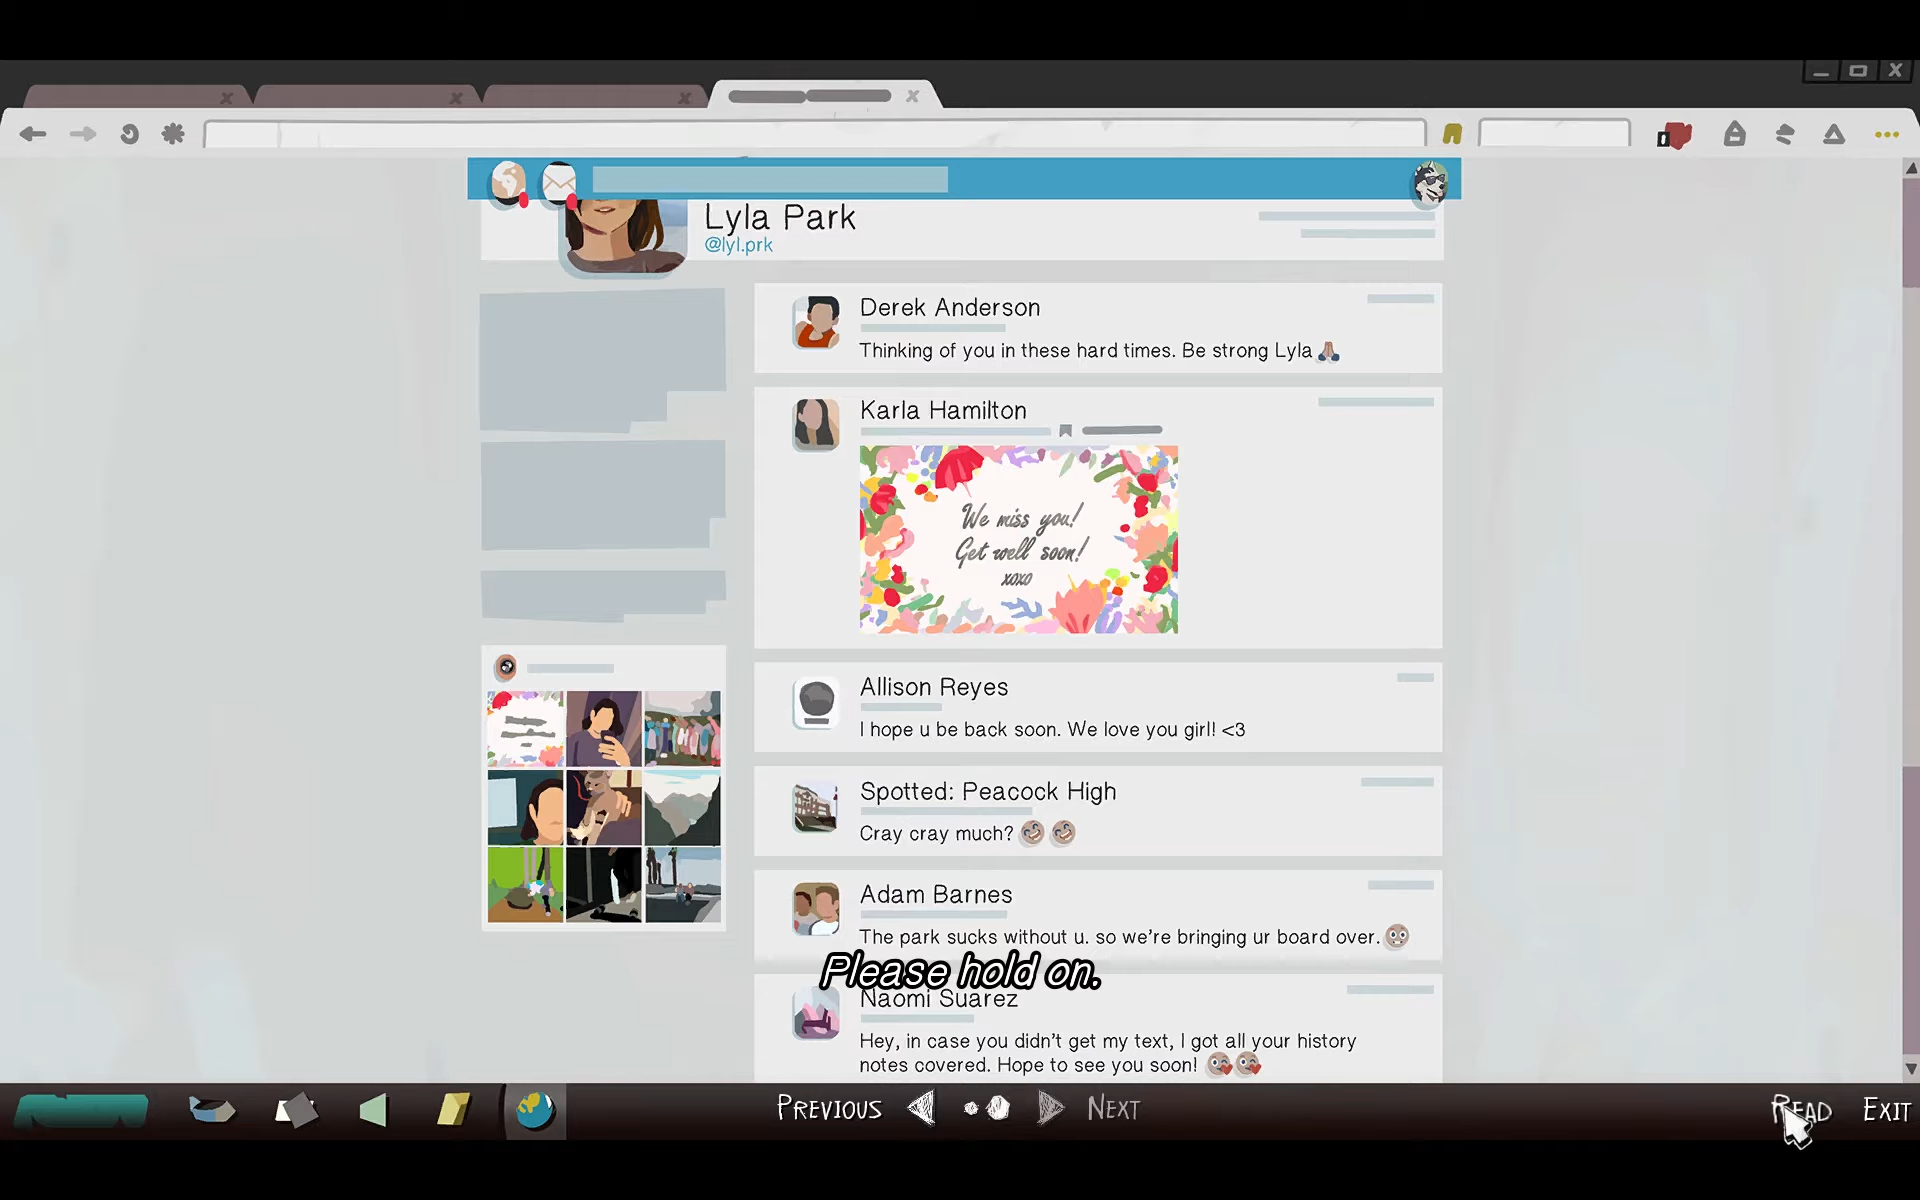 Lyla Park
@lyl.prk
Derek Anderson
Thinking of you in these hard times. Be strong Lyla
Karla Hamilton
We miss you!
Get well soon!
xoxo
Allison Reyes
I hope u be back soon. We love you girl! <3
Spotted: Peacock High
Cray cray much?
Adam Barnes
The park sucks without u. so we're bringing ur board over.
Please hold on.
Naomi Suarez
Hey, in case you didn't get my text, I got all your history
notes covered. Hope to see you soon!
PREVIOUS
NEXT
READ
EXIT